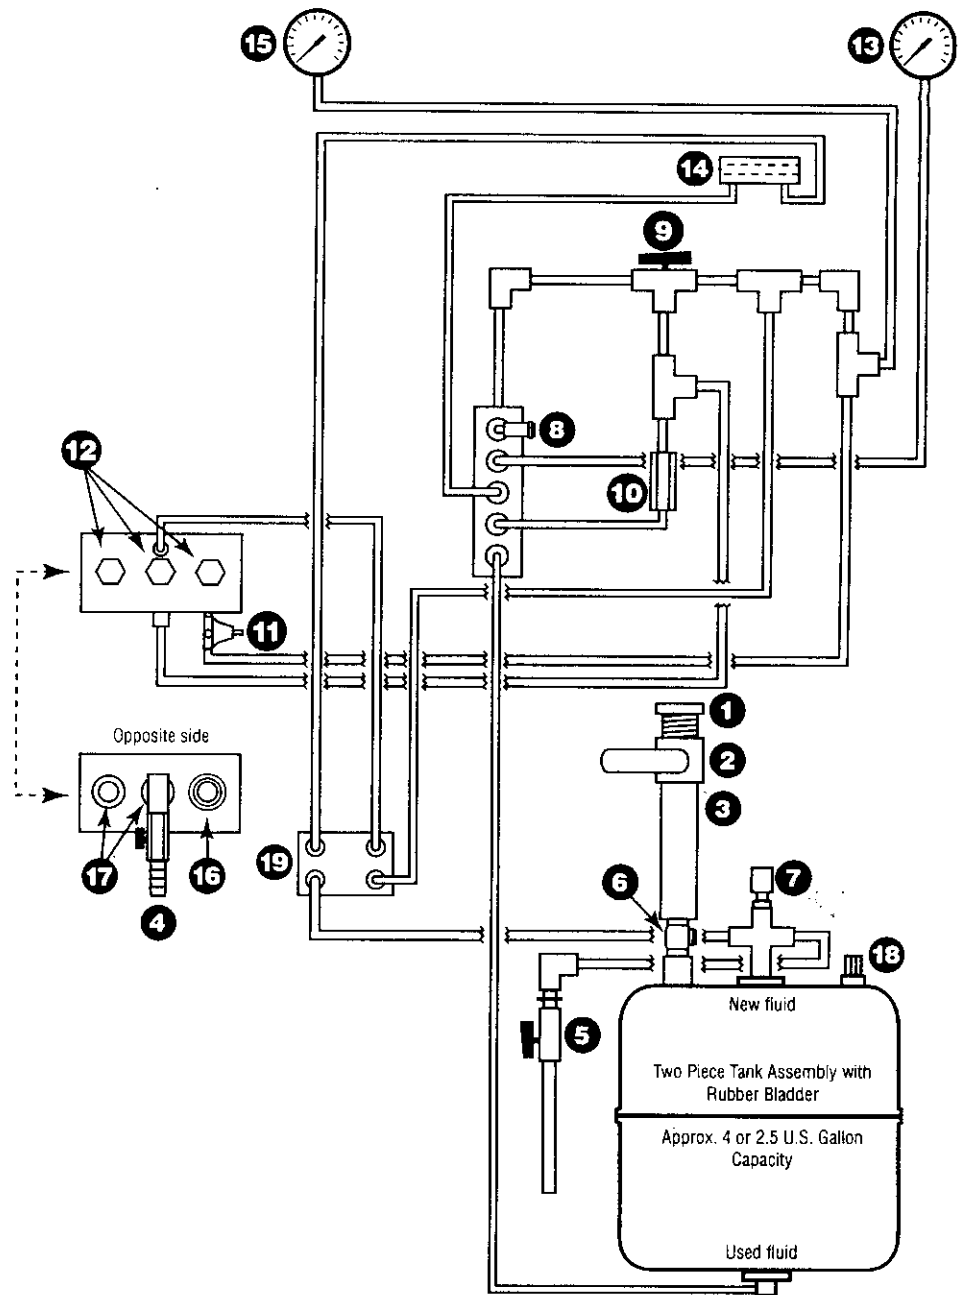 15
13
14
9
8
12
10
11
1
Opposite side
2
3
19
17
16
6
7
4
18
New fluid
5
Two Piece Tank Assembly with
Rubber Bladder
Approx. 4 or 2.5 U.S. Gallon
Capacity
Used fluid